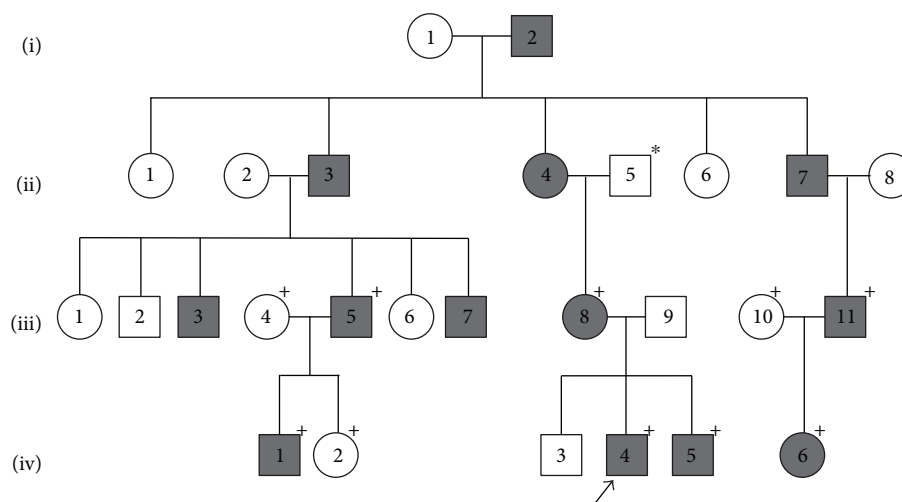 (i) 1 2
(ii) 1 2 3 4 5 * 6 7 8
(iii) 1 2 3 4 + 5 + 6 7 8 + 9 10 + 11 +
(iv) 1 + 2 + 3 4 + 5 + 6 +